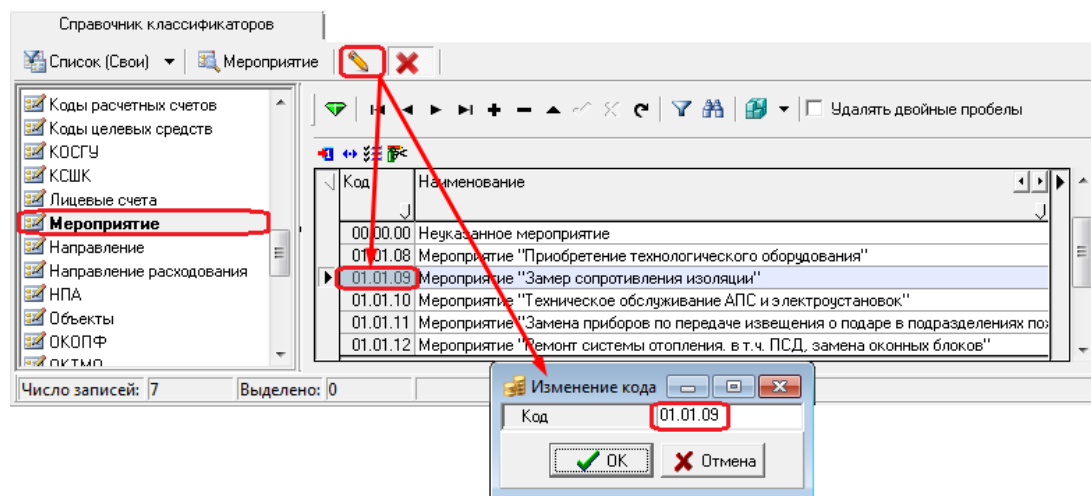 Справочник классификаторов
Список (Свои) Мероприятие
Коды расчетных счетов
Коды целевых средств
КОСГУ
КСШК
Лицевые счета
Мероприятие
Направление
Направление расходования
НПА
Объекты
ОКОПФ
ОКТМО
Удалять двойные пробелы
Код Наименование
00.00.00 Неуказанное мероприятие
01.01.08 Мероприятие "Приобретение технологического оборудования"
01.01.09 Мероприятие "Замер сопротивления изоляции"
01.01.10 Мероприятие "Техническое обслуживание АПС и электроустановок"
01.01.11 Мероприятие "Замена приборов по передаче извещения о подаре в подразделениях
01.01.12 Мероприятие "Ремонт системы отопления. в т.ч. ПСД, замена оконных блоков"
Число записей: 7 Выделено: 0
Изменение кода
Код 01.01.09
OK Отмена